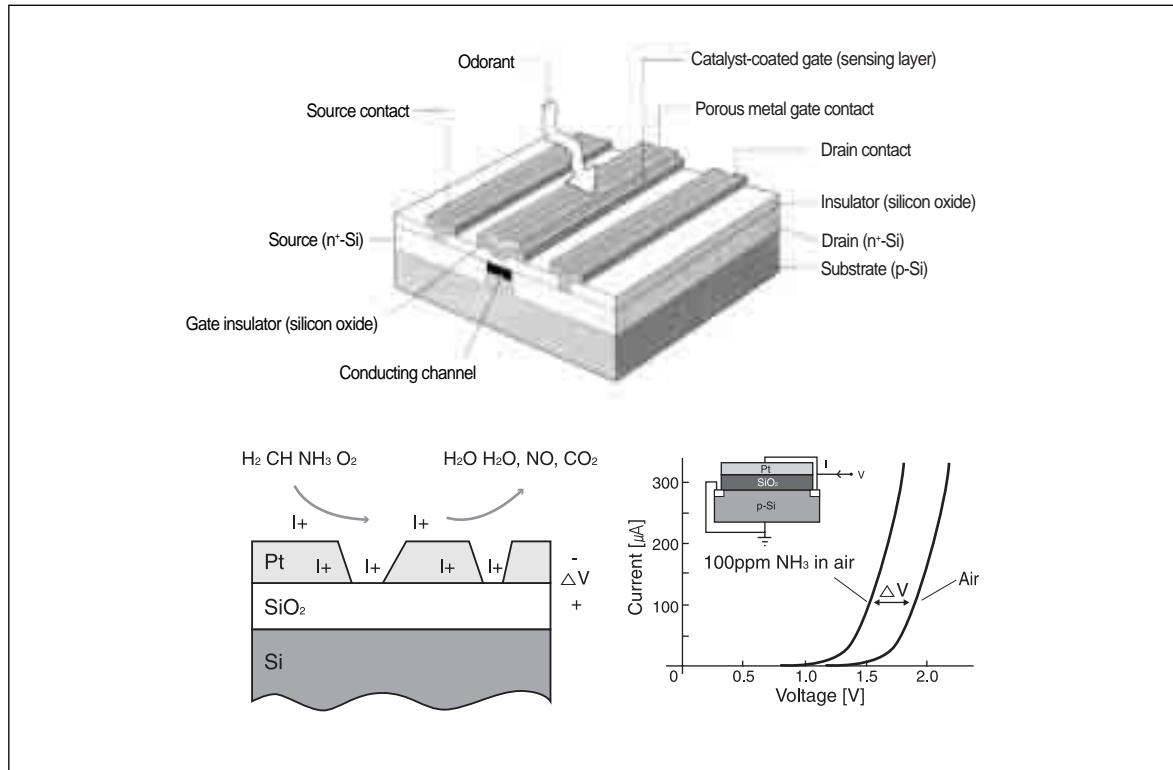 Odorant
Catalyst-coated gate (sensing layer)
Source contact
Porous metal gate contact
Drain contact
Insulator (silicon oxide)
Source (n⁺-Si)
Drain (n⁺-Si)
Substrate (p-Si)
Gate insulator (silicon oxide)
Conducting channel
H₂ CH NH₃ O₂
H₂O H₂O, NO, CO₂
I+
I+
Pt
I+
I+
I+
I+
-
△V
+
SiO₂
Si
Current [μA]
300
200
100
0
0.5
1.0
1.5
2.0
Voltage [V]
Pt
SiO₂
p-Si
I
V
100ppm NH₃ in air
△V
Air